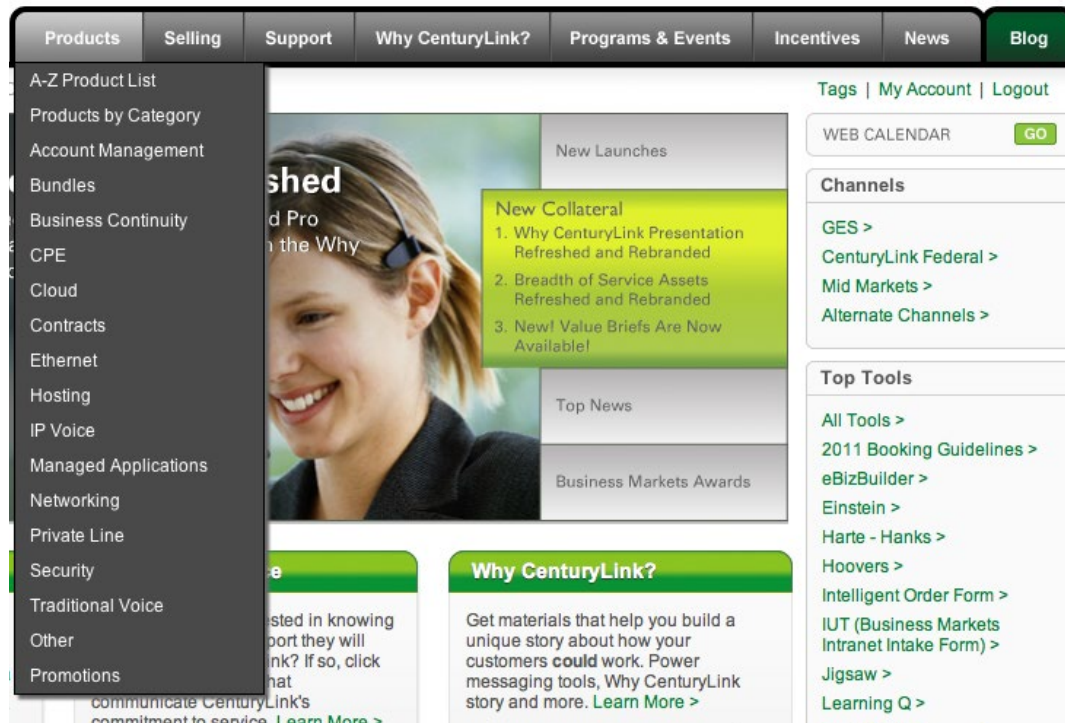 Products
Selling
Support
Why CenturyLink?
Programs & Events
Incentives
News
Blog
A-Z Product List
Products by Category
Account Management
Bundles
Business Continuity
CPE
Cloud
Contracts
Ethernet
Hosting
IP Voice
Managed Applications
Networking
Private Line
Security
Traditional Voice
Other
Promotions
Tags | My Account | Logout
shed
d Pro
the Why
New Launches
New Collateral
1. Why CenturyLink Presentation
Refreshed and Rebranded
2. Breadth of Service Assets
Refreshed and Rebranded
3. New! Value Briefs Are Now
Available!
Top News
Business Markets Awards
WEB CALENDAR
GO
Channels
GES >
CenturyLink Federal >
Mid Markets >
Alternate Channels >
Top Tools
All Tools >
2011 Booking Guidelines >
eBizBuilder >
Einstein >
Harte - Hanks >
Hoovers >
Intelligent Order Form >
IUT (Business Markets
Intranet Intake Form) >
Jigsaw >
Learning Q >
e
ested in knowing
port they will
ink? If so, click
hat
communicate CenturyLink's
commitment to service. Learn More >
Why CenturyLink?
Get materials that help you build a
unique story about how your
customers could work. Power
messaging tools, Why CenturyLink
story and more. Learn More >